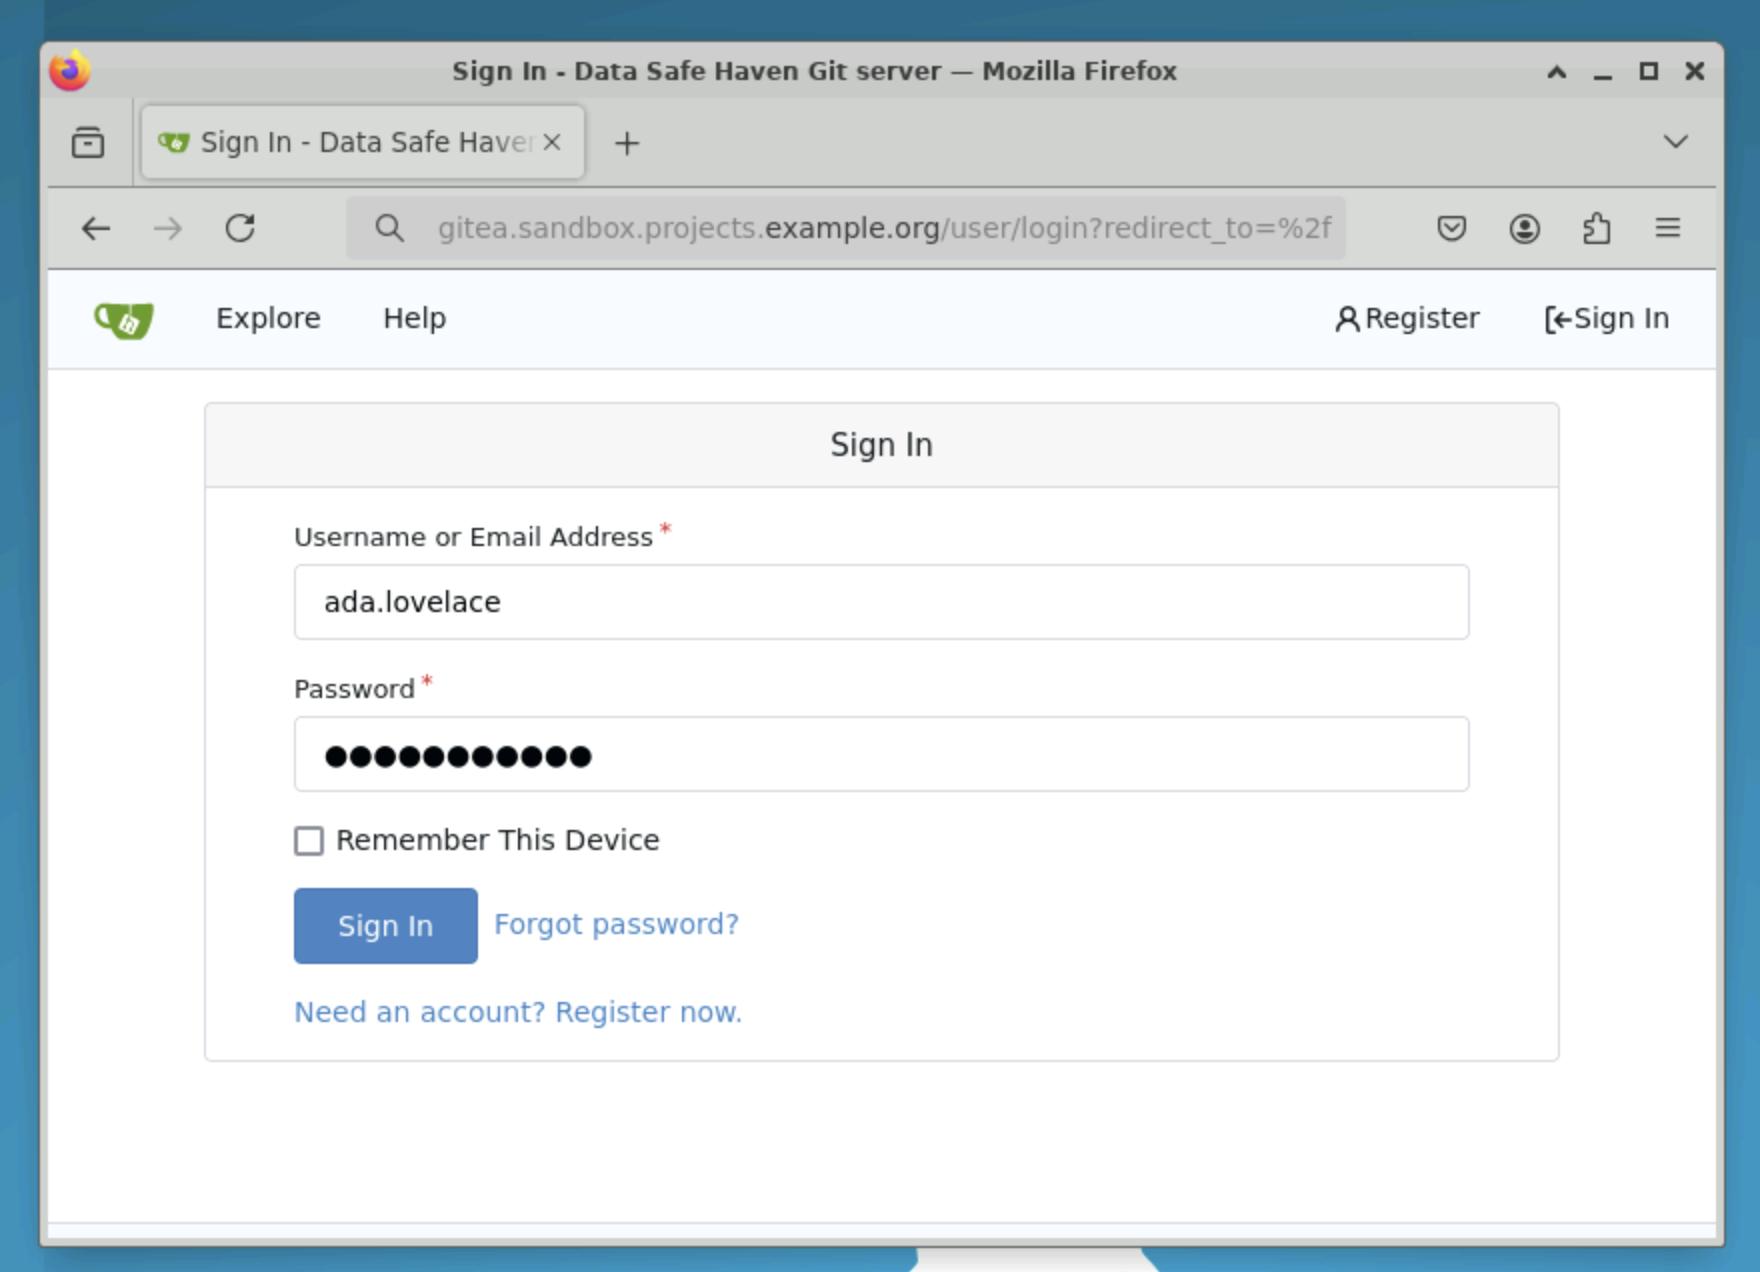 Sign In - Data Safe Haven Git server — Mozilla Firefox
Sign In - Data Safe Haven
gitea.sandbox.projects.example.org/user/login?redirect_to=%2f
Explore Help Register Sign In
Sign In
Username or Email Address *
ada.lovelace
Password *
●●●●●●●●●●●
Remember This Device
Sign In Forgot password?
Need an account? Register now.